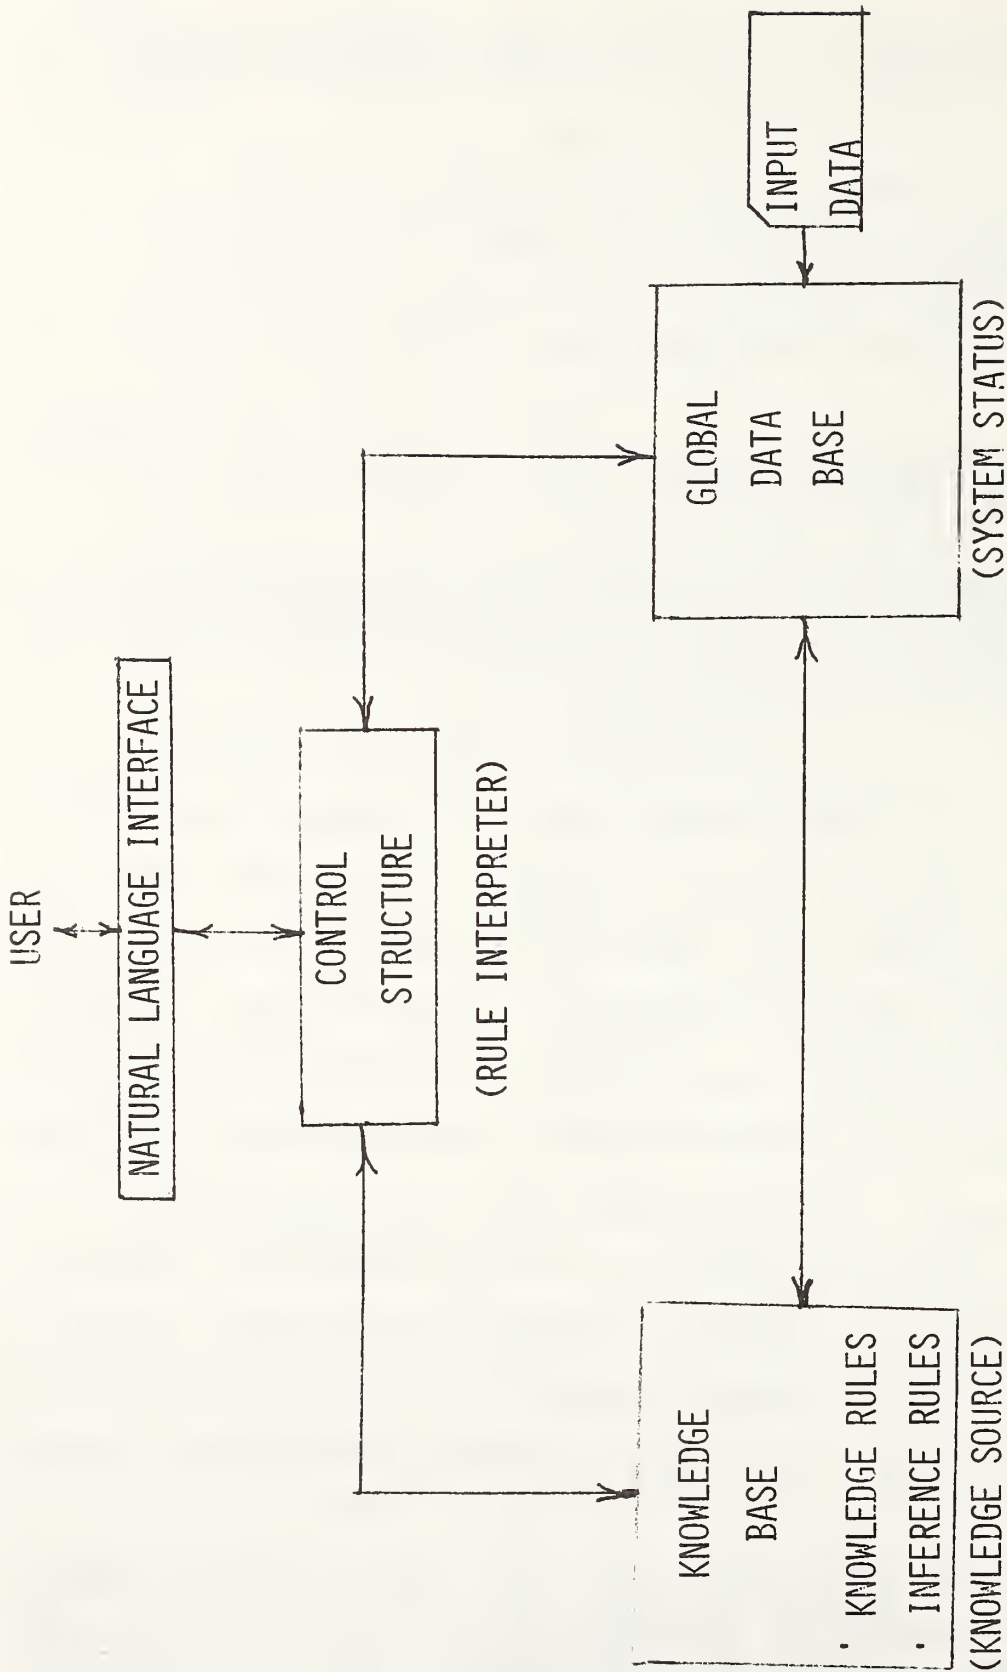 USER
NATURAL LANGUAGE INTERFACE
CONTROL
STRUCTURE
(RULE INTERPRETER)
KNOWLEDGE
BASE
· KNOWLEDGE RULES
· INFERENCE RULES
(KNOWLEDGE SOURCE)
GLOBAL
DATA
BASE
(SYSTEM STATUS)
INPUT
DATA